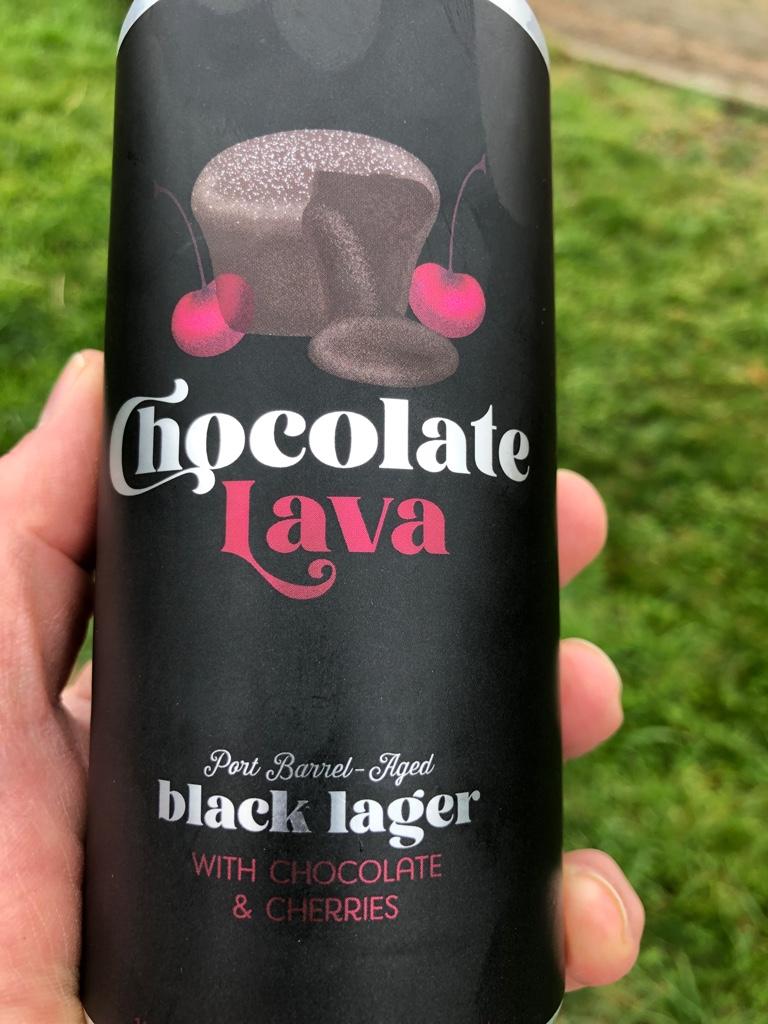 Chocolate
Lava
Port Barrel-Aged
black lager
WITH CHOCOLATE
& CHERRIES